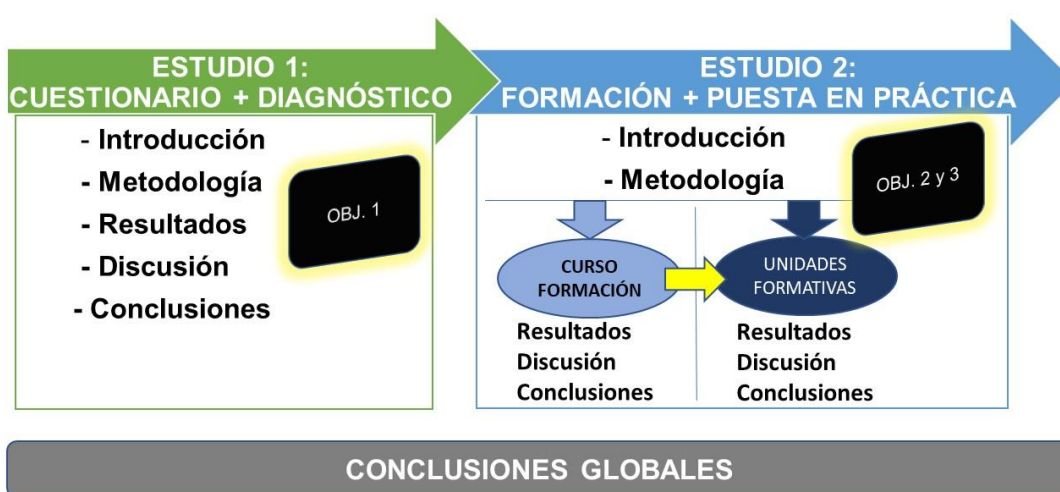 ESTUDIO 1:
CUESTIONARIO + DIAGNÓSTICO
- Introducción
- Metodología
- Resultados
- Discusión
- Conclusiones
OBJ. 1
ESTUDIO 2:
FORMACIÓN + PUESTA EN PRÁCTICA
- Introducción
- Metodología
OBJ. 2 y 3
CURSO
FORMACIÓN
Resultados
Discusión
Conclusiones
UNIDADES
FORMATIVAS
Resultados
Discusión
Conclusiones
CONCLUSIONES GLOBALES